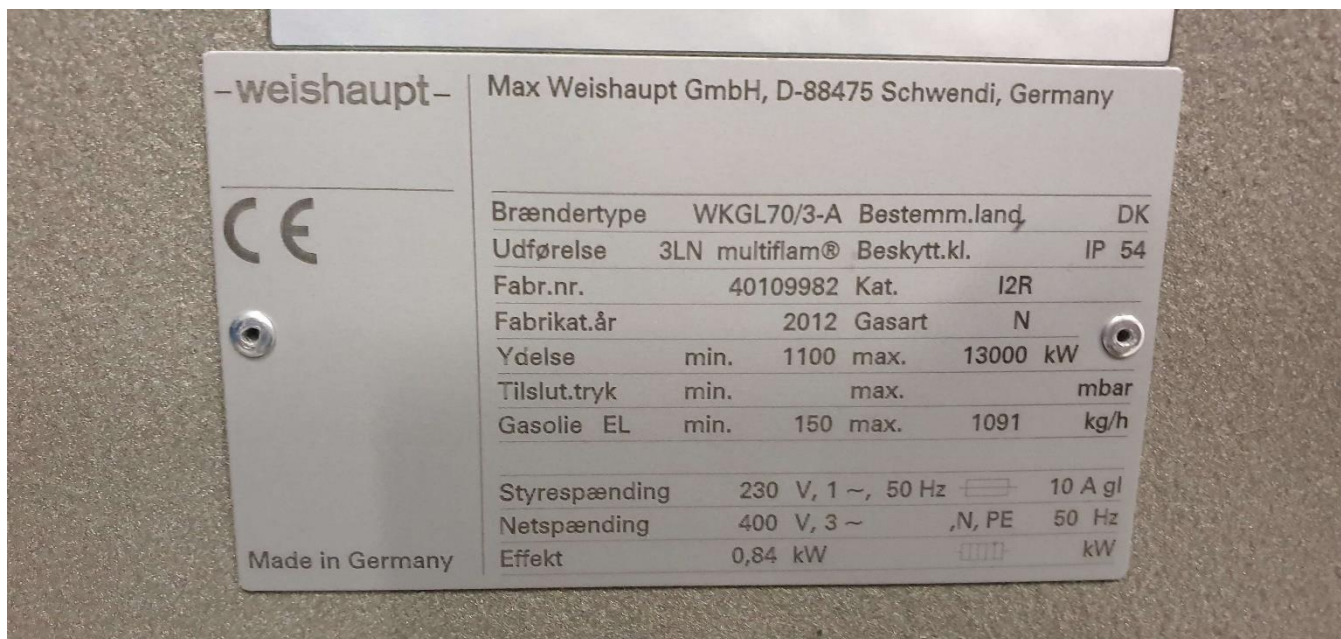 -weishaupt-
Max Weishaupt GmbH, D-88475 Schwendi, Germany
CE
Brændertype WKGL70/3-A Bestemm.land DK
Udførelse 3LN multiflam® Beskytt.kl. IP 54
Fabr.nr. 40109982 Kat. I2R
Fabrikat.år 2012 Gasart N
Ydelse min. 1100 max. 13000 kW
Tilslut.tryk min. max. mbar
Gasolie EL min. 150 max. 1091 kg/h
Styrespænding 230 V, 1 ~, 50 Hz 10 A gl
Netspænding 400 V, 3 ~ ,N, PE 50 Hz
Effekt 0,84 kW kW
Made in Germany